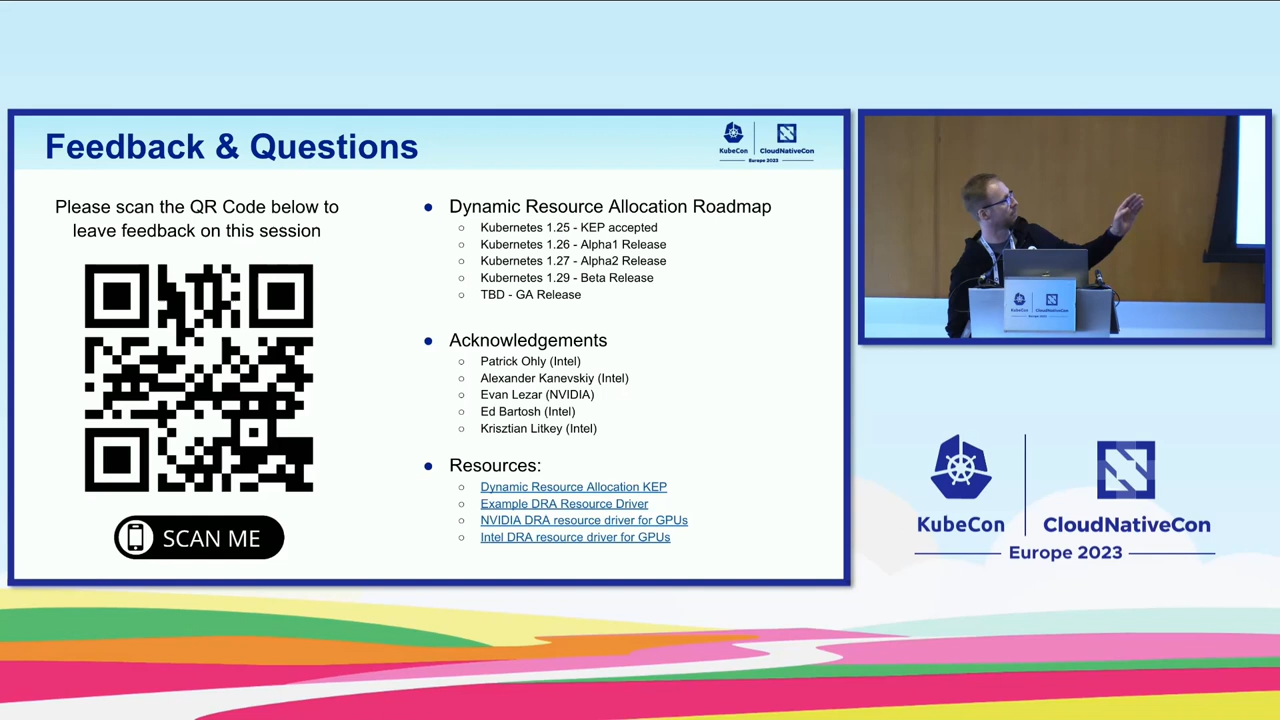 Feedback & Questions
KubeCon
CloudNativeCon
Europe 2023
Please scan the QR Code below to
leave feedback on this session
SCAN ME
Dynamic Resource Allocation Roadmap
Kubernetes 1.25 - KEP accepted
Kubernetes 1.26 - Alpha1 Release
Kubernetes 1.27 - Alpha2 Release
Kubernetes 1.29 - Beta Release
TBD - GA Release
Acknowledgements
Patrick Ohly (Intel)
Alexander Kanevskiy (Intel)
Evan Lezar (NVIDIA)
Ed Bartosh (Intel)
Krisztian Litkey (Intel)
Resources:
Dynamic Resource Allocation KEP
Example DRA Resource Driver
NVIDIA DRA resource driver for GPUs
Intel DRA resource driver for GPUs
KubeCon
CloudNativeCon
Europe 2023
KubeCon
CloudNativeCon
Europe 2023